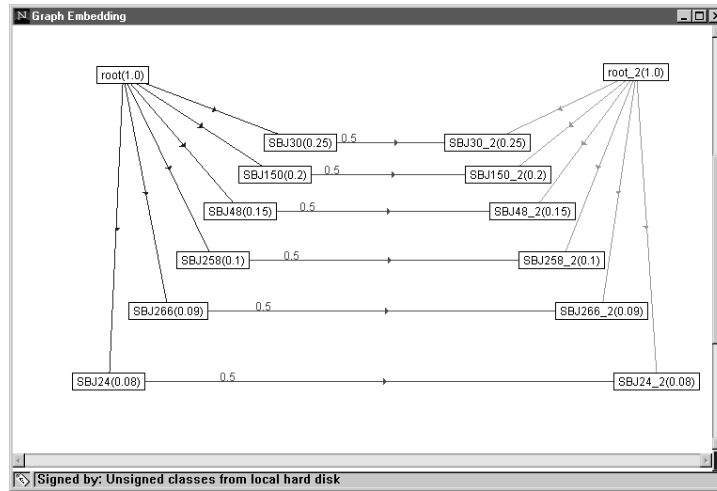 Graph Embedding
root(1.0)
root_2(1.0)
SBJ30(0.25)
0.5
SBJ30_2(0.25)
SBJ150(0.2)
0.5
SBJ150_2(0.2)
SBJ48(0.15)
0.5
SBJ48_2(0.15)
SBJ258(0.1)
0.5
SBJ258_2(0.1)
SBJ266(0.09)
0.5
SBJ266_2(0.09)
SBJ24(0.08)
0.5
SBJ24_2(0.08)
Signed by: Unsigned classes from local hard disk